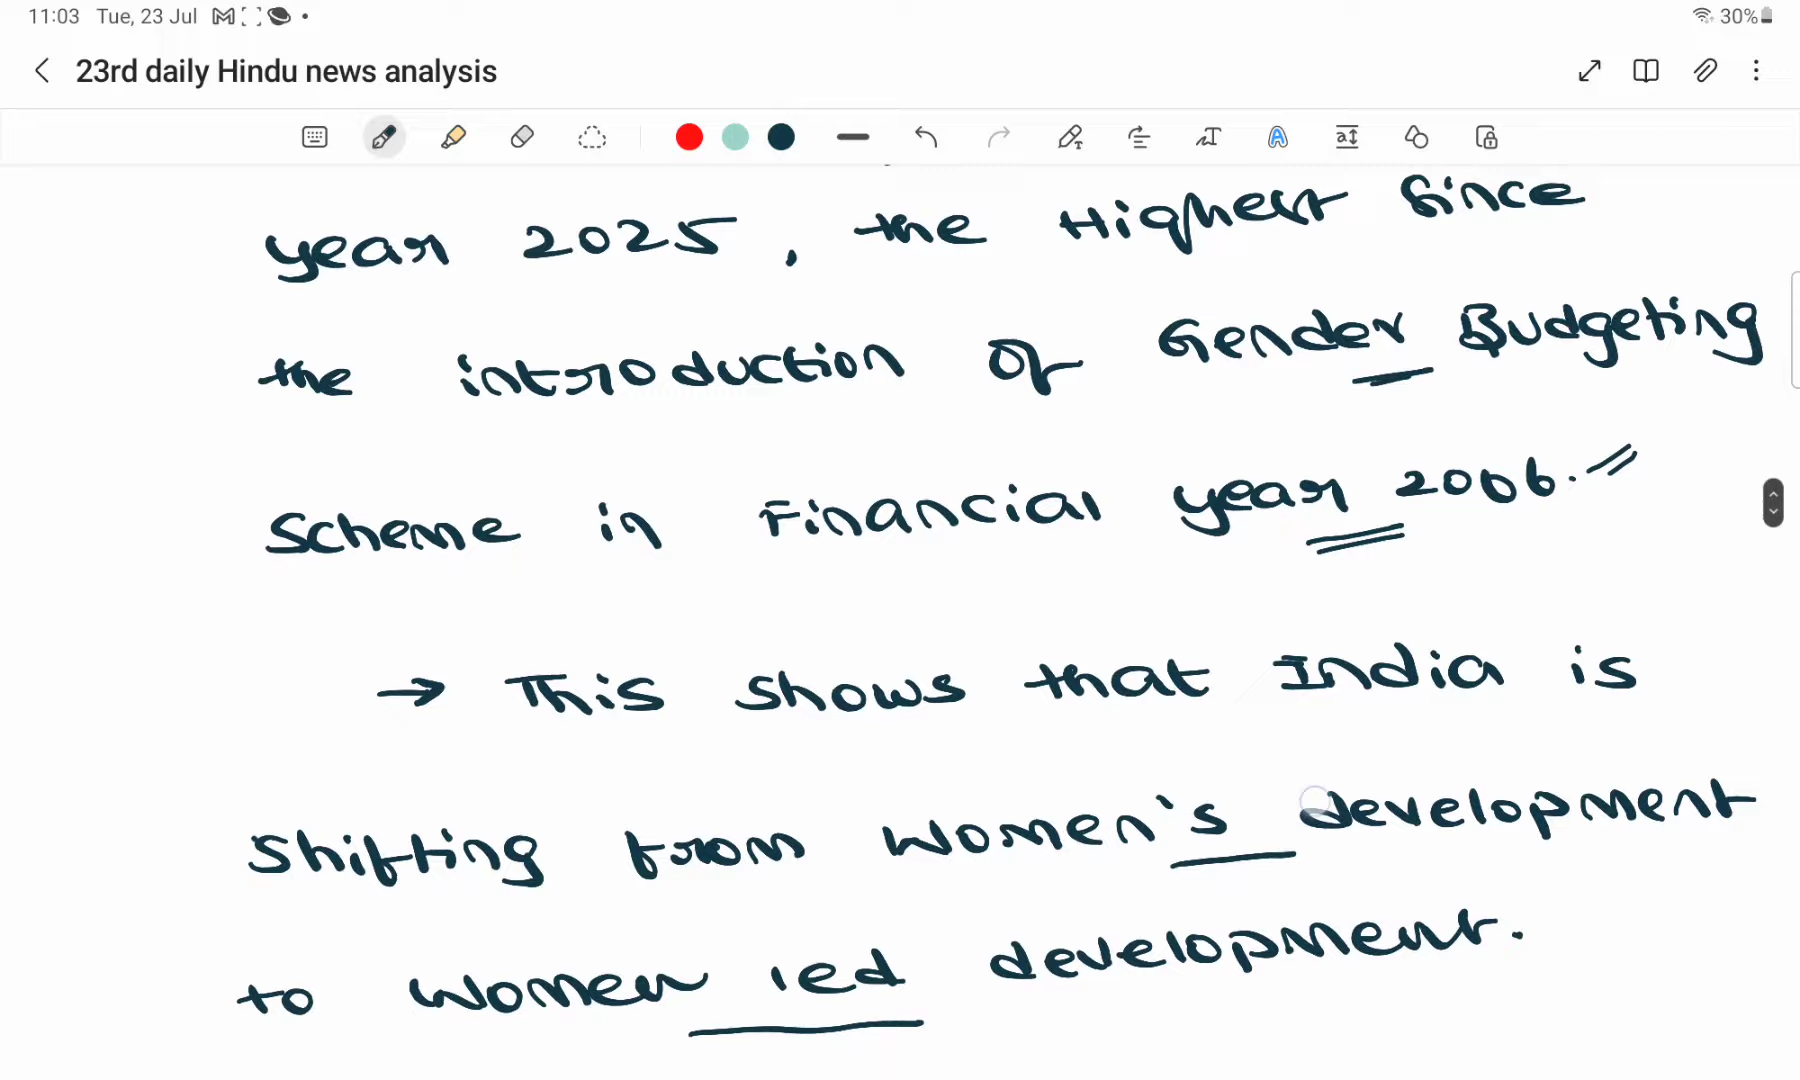 11:03 Tue, 23 Jul 30%
23rd daily Hindu news analysis
year 2025, the Highest Since
the introduction of Gender Budgeting
Scheme in Financial year 2006.
→ This shows that India is
shifting from women's development
to women led development.